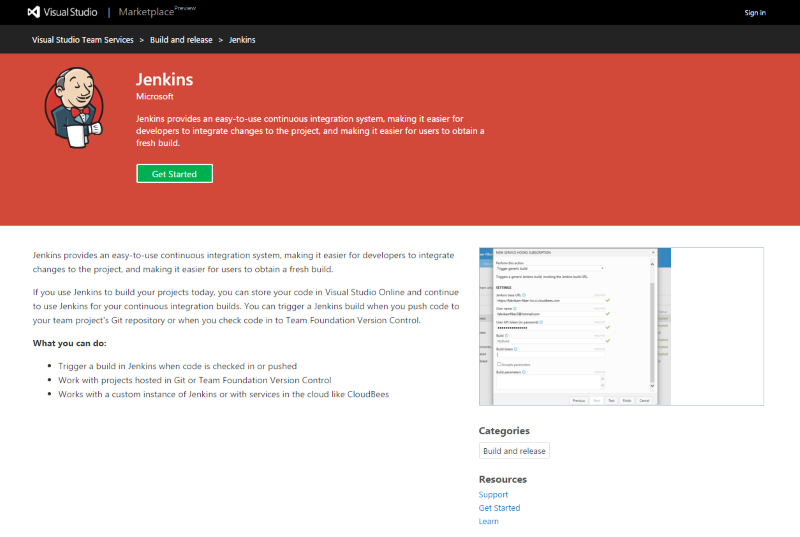 Visual Studio | Marketplace Preview
Sign in
Visual Studio Team Services > Build and release > Jenkins
Jenkins
Microsoft
Jenkins provides an easy-to-use continuous integration system, making it easier for
developers to integrate changes to the project, and making it easier for users to obtain a
fresh build.
Get Started
Jenkins provides an easy-to-use continuous integration system, making it easier for developers to integrate
changes to the project, and making it easier for users to obtain a fresh build.
If you use Jenkins to build your projects today, you can store your code in Visual Studio Online and continue
to use Jenkins for your continuous integration builds. You can trigger a Jenkins build when you push code to
your team project's Git repository or when you check code in to Team Foundation Version Control.
What you can do:
Trigger a build in Jenkins when code is checked in or pushed
Work with projects hosted in Git or Team Foundation Version Control
Works with a custom instance of Jenkins or with services in the cloud like CloudBees
NEW SERVICE HOOKS SUBSCRIPTION
Perform this action
Trigger generic build
Triggers a generic Jenkins build, invoking the Jenkins build URL.
SETTINGS
Jenkins base URL
User name
User API token (or password)
Build
Build token
Accepts parameters
Build parameters
Previous Next Test Finish Cancel
Categories
Build and release
Resources
Support
Get Started
Learn